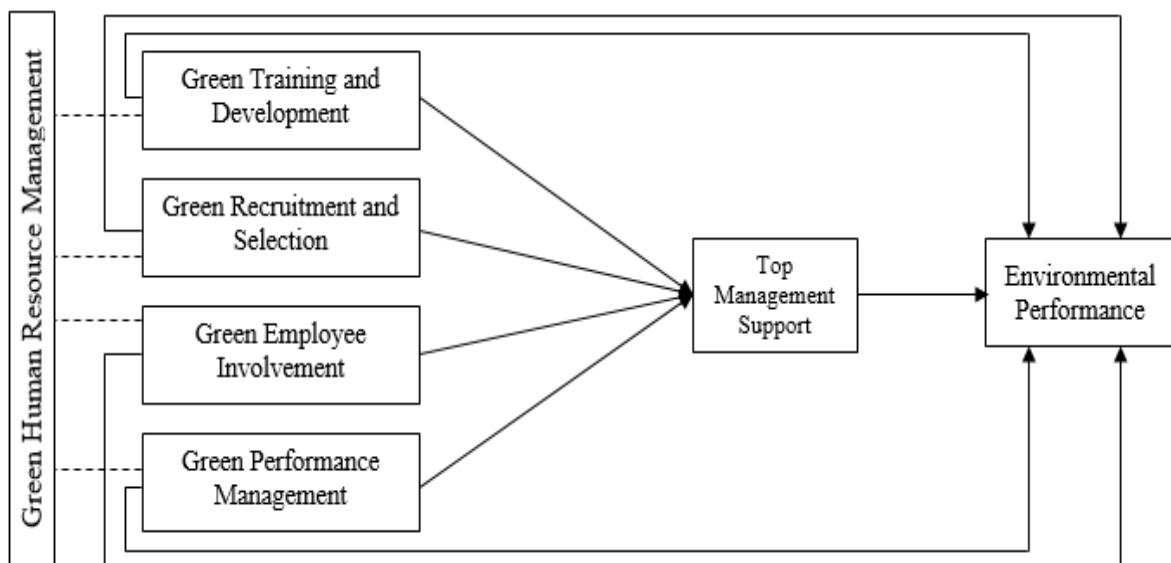 Green Human Resource Management
Green Training and
Development
Green Recruitment and
Selection
Green Employee
Involvement
Green Performance
Management
Top
Management
Support
Environmental
Performance